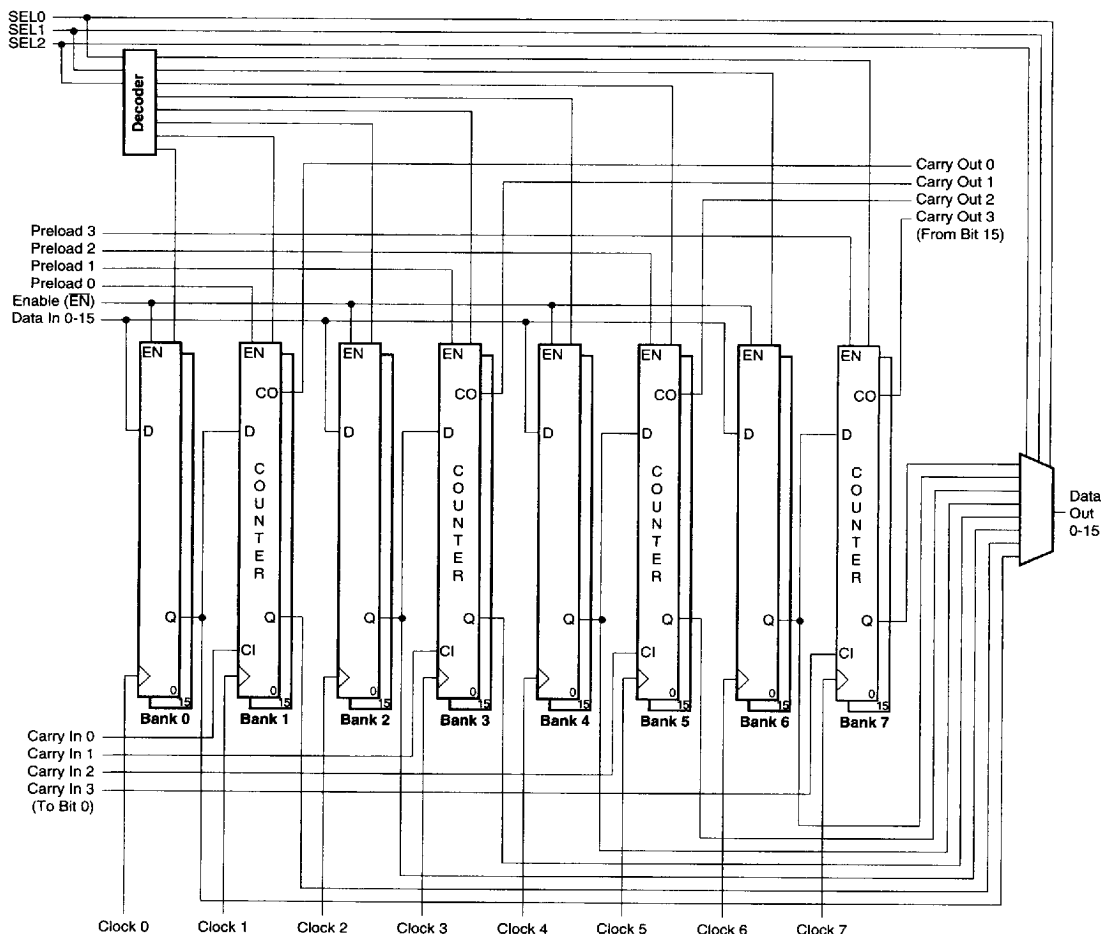 SEL0
SEL1
SEL2
Decoder
Carry Out 0
Carry Out 1
Carry Out 2
Carry Out 3
(From Bit 15)
Preload 3
Preload 2
Preload 1
Preload 0
Enable (EN)
Data In 0-15
EN EN EN EN EN EN EN EN
CO CO CO CO
D D D D D D D D
COUNTER COUNTER COUNTER COUNTER
Data
Out
0-15
Q Q Q Q Q Q Q Q
CI CI CI CI
0 0 0 0 0 0 0 0
15 15 15 15 15 15 15 15
Bank 0 Bank 1 Bank 2 Bank 3 Bank 4 Bank 5 Bank 6 Bank 7
Carry In 0
Carry In 1
Carry In 2
Carry In 3
(To Bit 0)
Clock 0 Clock 1 Clock 2 Clock 3 Clock 4 Clock 5 Clock 6 Clock 7